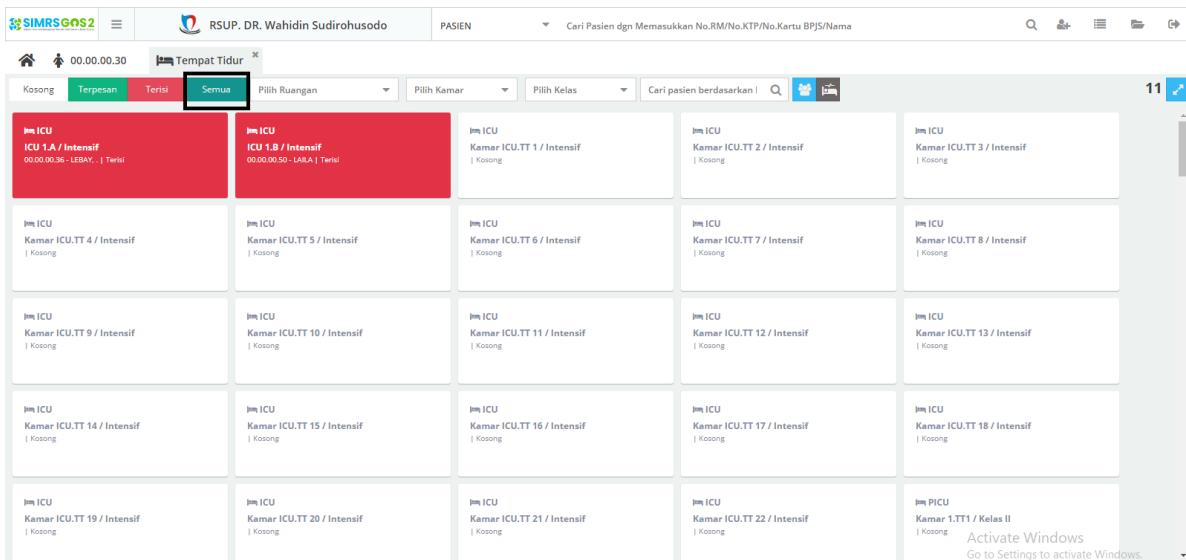 SIMRSGOS2
RSUP. DR. Wahidin Sudirohusodo
PASIEN
Cari Pasien dgn Memasukkan No.RM/No.KTP/No.Kartu BPJS/Nama
00.00.00.30
Tempat Tidur
Kosong
Terpesan
Terisi
Semua
Pilih Ruangan
Pilih Kamar
Pilih Kelas
Cari pasien berdasarkan
11
ICU
ICU 1.A / Intensif
00.00.00.36 - LEBAY, . | Terisi
ICU
ICU 1.B / Intensif
00.00.00.50 - LAILA | Terisi
ICU
Kamar ICU.TT 1 / Intensif
| Kosong
ICU
Kamar ICU.TT 2 / Intensif
| Kosong
ICU
Kamar ICU.TT 3 / Intensif
| Kosong
ICU
Kamar ICU.TT 4 / Intensif
| Kosong
ICU
Kamar ICU.TT 5 / Intensif
| Kosong
ICU
Kamar ICU.TT 6 / Intensif
| Kosong
ICU
Kamar ICU.TT 7 / Intensif
| Kosong
ICU
Kamar ICU.TT 8 / Intensif
| Kosong
ICU
Kamar ICU.TT 9 / Intensif
| Kosong
ICU
Kamar ICU.TT 10 / Intensif
| Kosong
ICU
Kamar ICU.TT 11 / Intensif
| Kosong
ICU
Kamar ICU.TT 12 / Intensif
| Kosong
ICU
Kamar ICU.TT 13 / Intensif
| Kosong
ICU
Kamar ICU.TT 14 / Intensif
| Kosong
ICU
Kamar ICU.TT 15 / Intensif
| Kosong
ICU
Kamar ICU.TT 16 / Intensif
| Kosong
ICU
Kamar ICU.TT 17 / Intensif
| Kosong
ICU
Kamar ICU.TT 18 / Intensif
| Kosong
ICU
Kamar ICU.TT 19 / Intensif
| Kosong
ICU
Kamar ICU.TT 20 / Intensif
| Kosong
ICU
Kamar ICU.TT 21 / Intensif
| Kosong
ICU
Kamar ICU.TT 22 / Intensif
| Kosong
PICU
Kamar 1.TT1 / Kelas II
| Kosong
Activate Windows
Go to Settings to activate Windows.